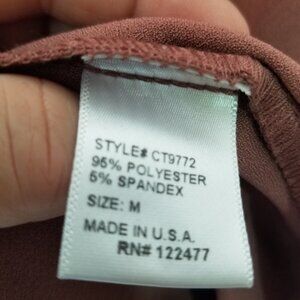 STYLE# CT9772
95% POLYESTER
5% SPANDEX
SIZE: M
MADE IN U.S.A.
RN# 122477